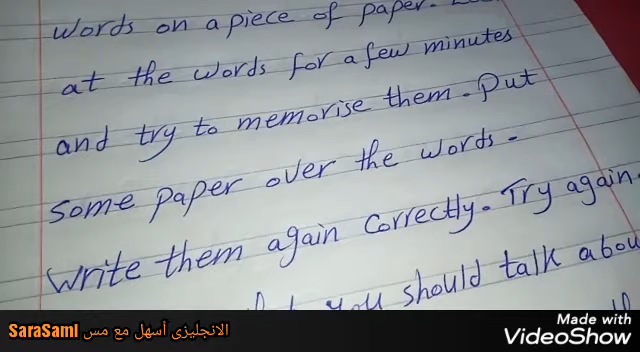 words on a piece of paper.
at the words for a few minutes
and try to memorise them. Put
some paper over the words.
Write them again correctly. Try again.
you should talk about
SaraSaml الانجليزى أسهل مع مس
Made with
VideoShow